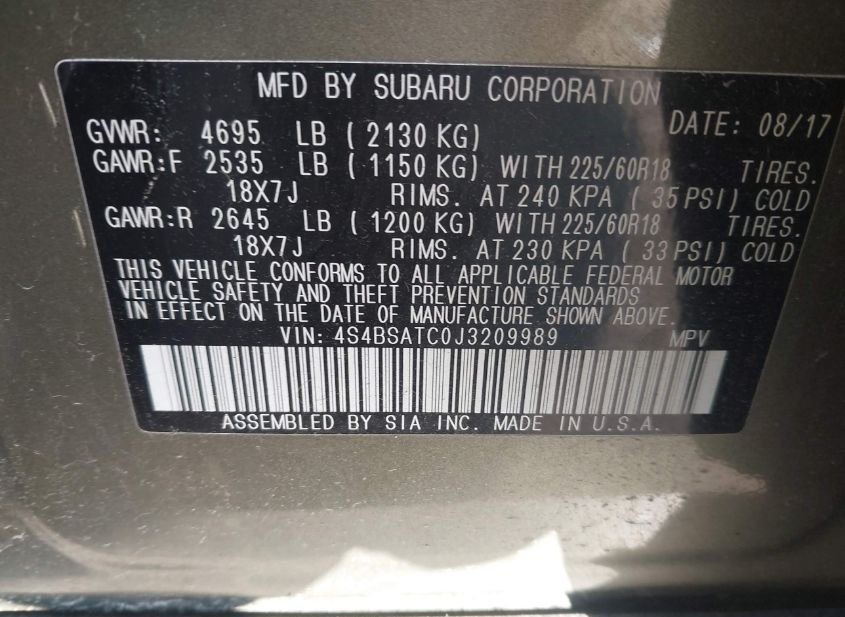 MFD BY SUBARU CORPORATION
DATE: 08/17
GVWR: 4695 LB ( 2130 KG)
GAWR:F 2535 LB ( 1150 KG) WITH 225/60R18 TIRES.
18X7J RIMS. AT 240 KPA ( 35 PSI) COLD
GAWR:R 2645 LB ( 1200 KG) WITH 225/60R18 TIRES.
18X7J RIMS. AT 230 KPA ( 33 PSI) COLD
THIS VEHICLE CONFORMS TO ALL APPLICABLE FEDERAL MOTOR
VEHICLE SAFETY AND THEFT PREVENTION STANDARDS
IN EFFECT ON THE DATE OF MANUFACTURE SHOWN ABOVE.
VIN: 4S4BSATC0J3209989 MPV
ASSEMBLED BY SIA INC. MADE IN U.S.A.